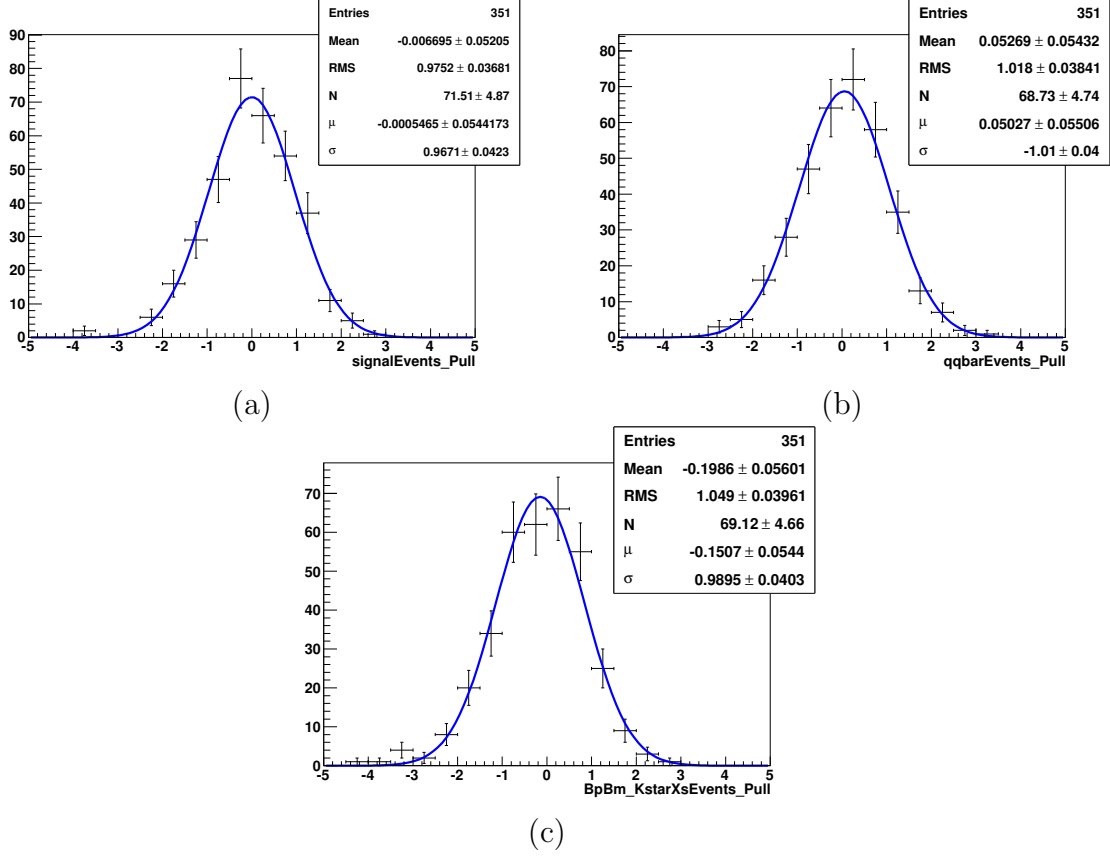 Entries 351
Mean -0.006695 ± 0.05205
RMS 0.9752 ± 0.03681
N 71.51 ± 4.87
μ -0.0005465 ± 0.0544173
σ 0.9671 ± 0.0423
90
80
70
60
50
40
30
20
10
0
-5 -4 -3 -2 -1 0 1 2 3 4 5
signalEvents_Pull
(a)
Entries 351
Mean 0.05269 ± 0.05432
RMS 1.018 ± 0.03841
N 68.73 ± 4.74
μ 0.05027 ± 0.05506
σ -1.01 ± 0.04
80
70
60
50
40
30
20
10
0
-5 -4 -3 -2 -1 0 1 2 3 4 5
qqbarEvents_Pull
(b)
Entries 351
Mean -0.1986 ± 0.05601
RMS 1.049 ± 0.03961
N 69.12 ± 4.66
μ -0.1507 ± 0.0544
σ 0.9895 ± 0.0403
70
60
50
40
30
20
10
0
-5 -4 -3 -2 -1 0 1 2 3 4 5
BpBm_KstarXsEvents_Pull
(c)